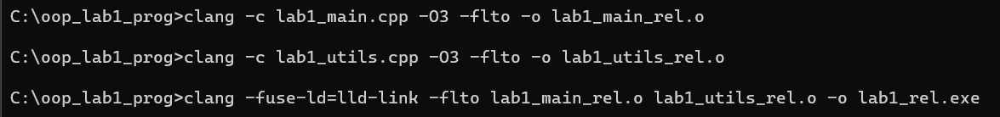 C:\oop_lab1_prog>clang -c lab1_main.cpp -O3 -flto -o lab1_main_rel.o
C:\oop_lab1_prog>clang -c lab1_utils.cpp -O3 -flto -o lab1_utils_rel.o
C:\oop_lab1_prog>clang -fuse-ld=lld-link -flto lab1_main_rel.o lab1_utils_rel.o -o lab1_rel.exe